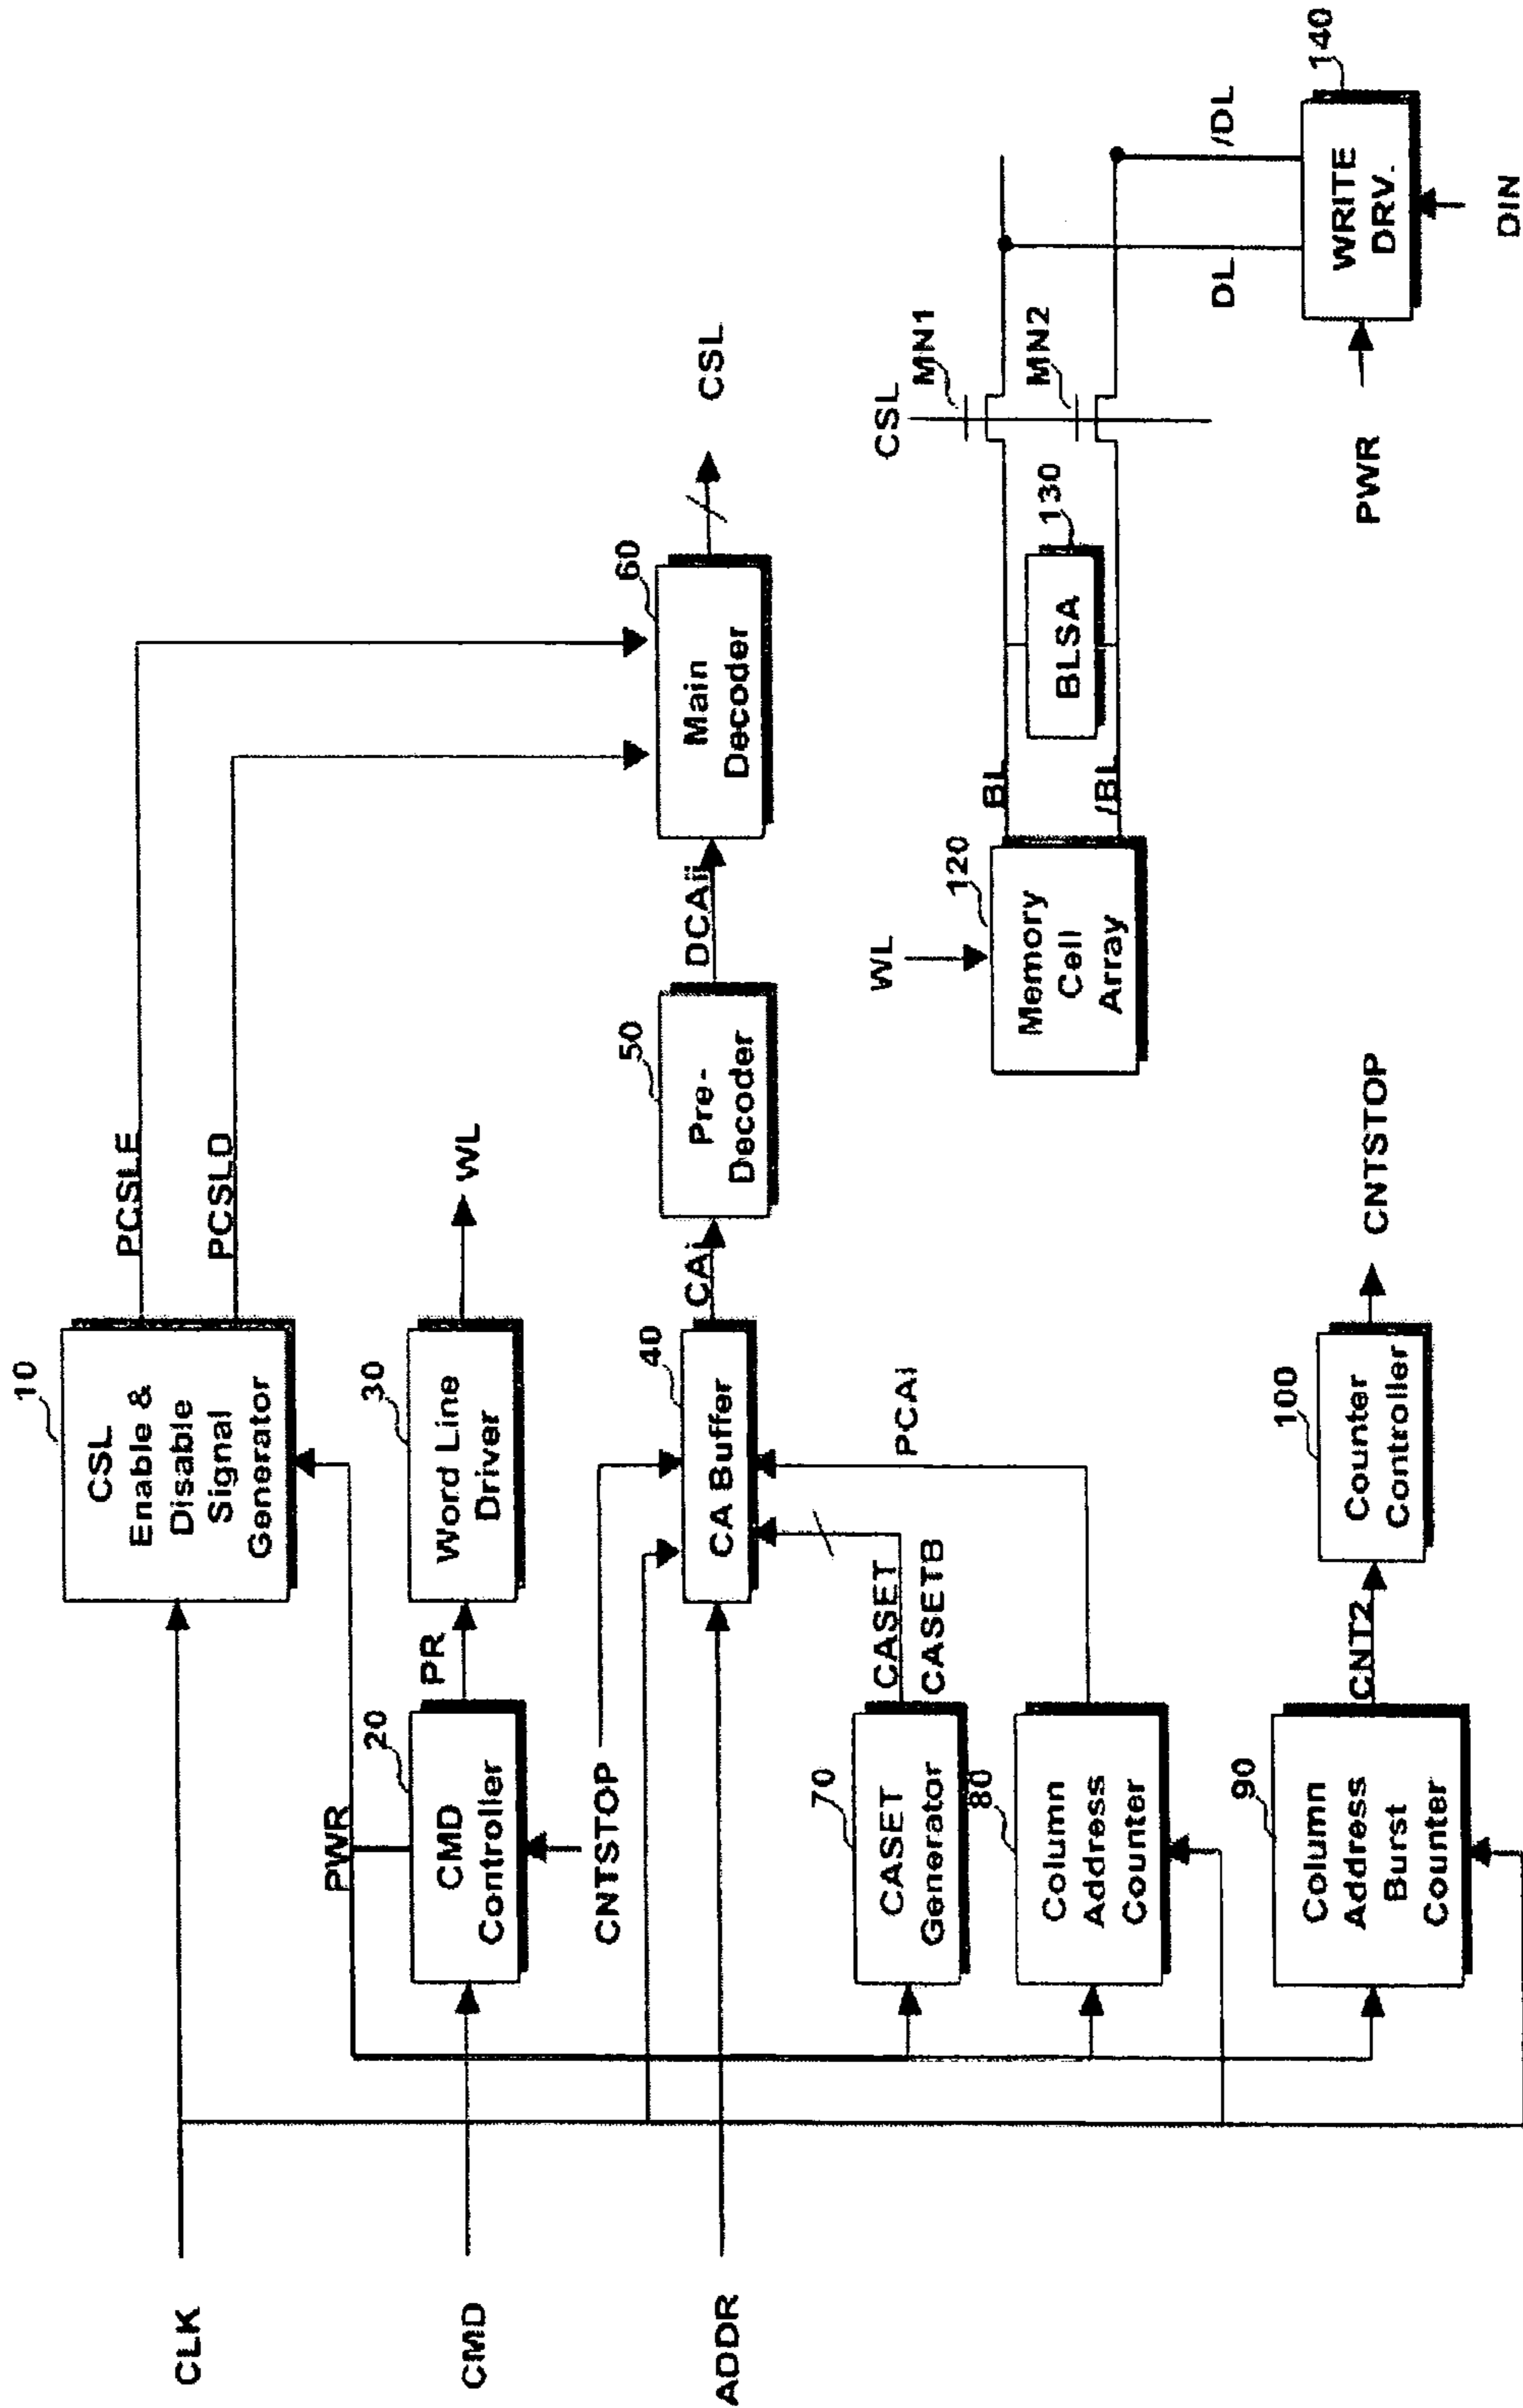 CLK
CMD
ADDR
10
CSL
Enable &
Disable
Signal
Generator
PCSLE
PCSLD
PWR
20
CMD
Controller
PR
30
Word Line
Driver
WL
CNTSTOP
40
CA Buffer
CAi
50
Pre-
Decoder
DCAij
60
Main
Decoder
CSL
70
CASET
Generator
CASET
CASETB
PCAi
80
Column
Address
Counter
90
Column
Address
Burst
Counter
CNT2
100
Counter
Controller
CNTSTOP
WL
120
Memory
Cell
Array
BL
/BL
130
BLSA
CSL
MN1
MN2
DL
/DL
PWR
140
WRITE
DRV.
DIN